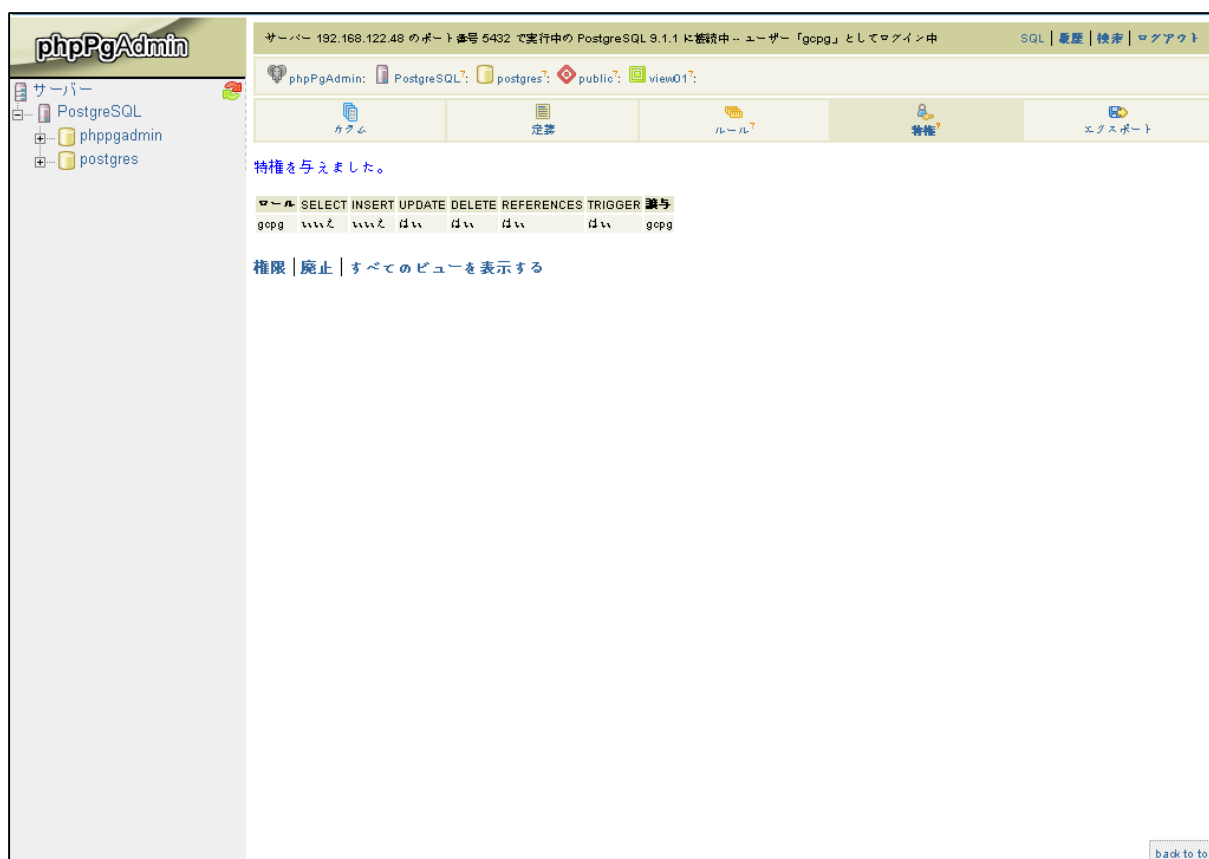 phpPgAdmin
サーバー
PostgreSQL
phppgadmin
postgres
サーバー 192.168.122.48 のポート番号 5432 で実行中の PostgreSQL 9.1.1 に接続中 -- ユーザー「gcpg」としてログイン中
SQL | 履歴 | 検索 | ログアウト
phpPgAdmin: PostgreSQL?: postgres?: public?: view01?:
カラム 定義 ルール? 特権? エクスポート
特権を与えました。
ロール SELECT INSERT UPDATE DELETE REFERENCES TRIGGER 譲与
gcpg いいえ いいえ はい はい はい はい gcpg
権限 | 廃止 | すべてのビューを表示する
back to to